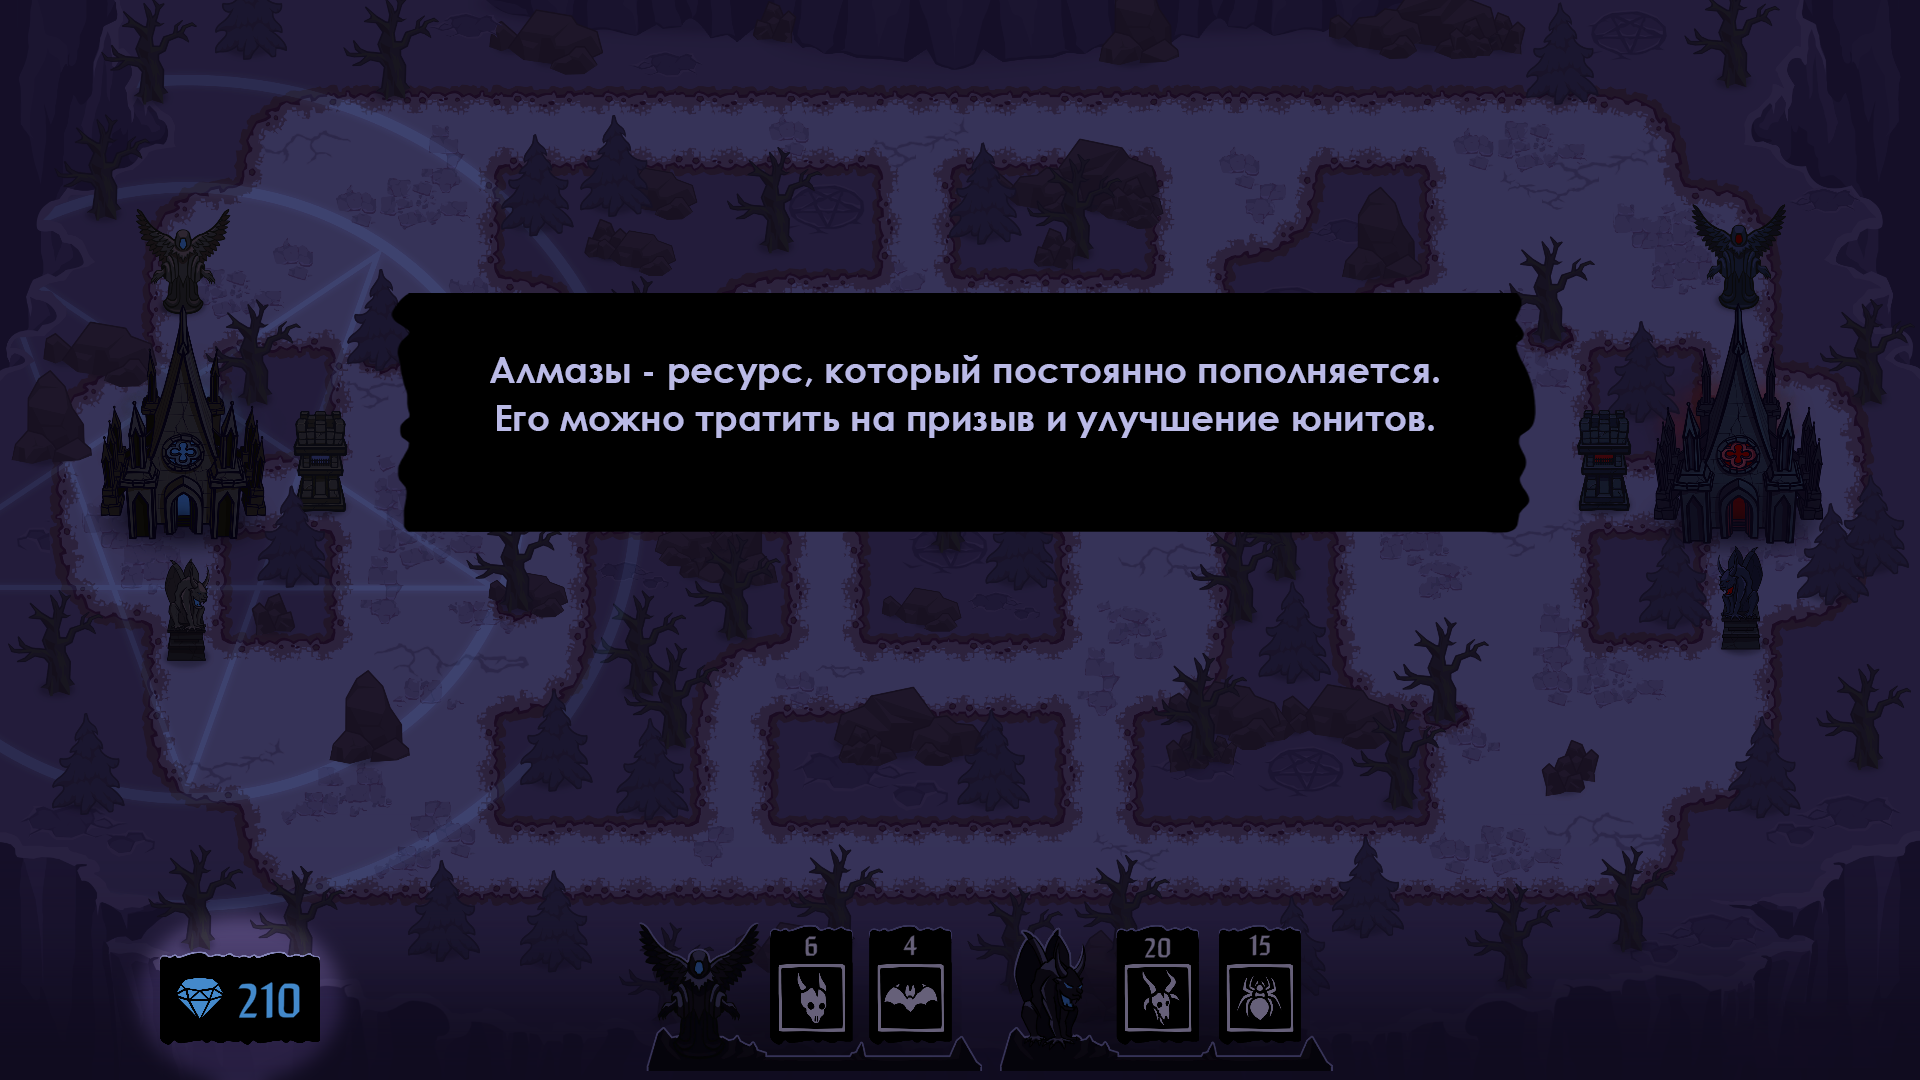 Алмазы - ресурс, который постоянно пополняется.
Его можно тратить на призыв и улучшение юнитов.
6
4
20
15
210